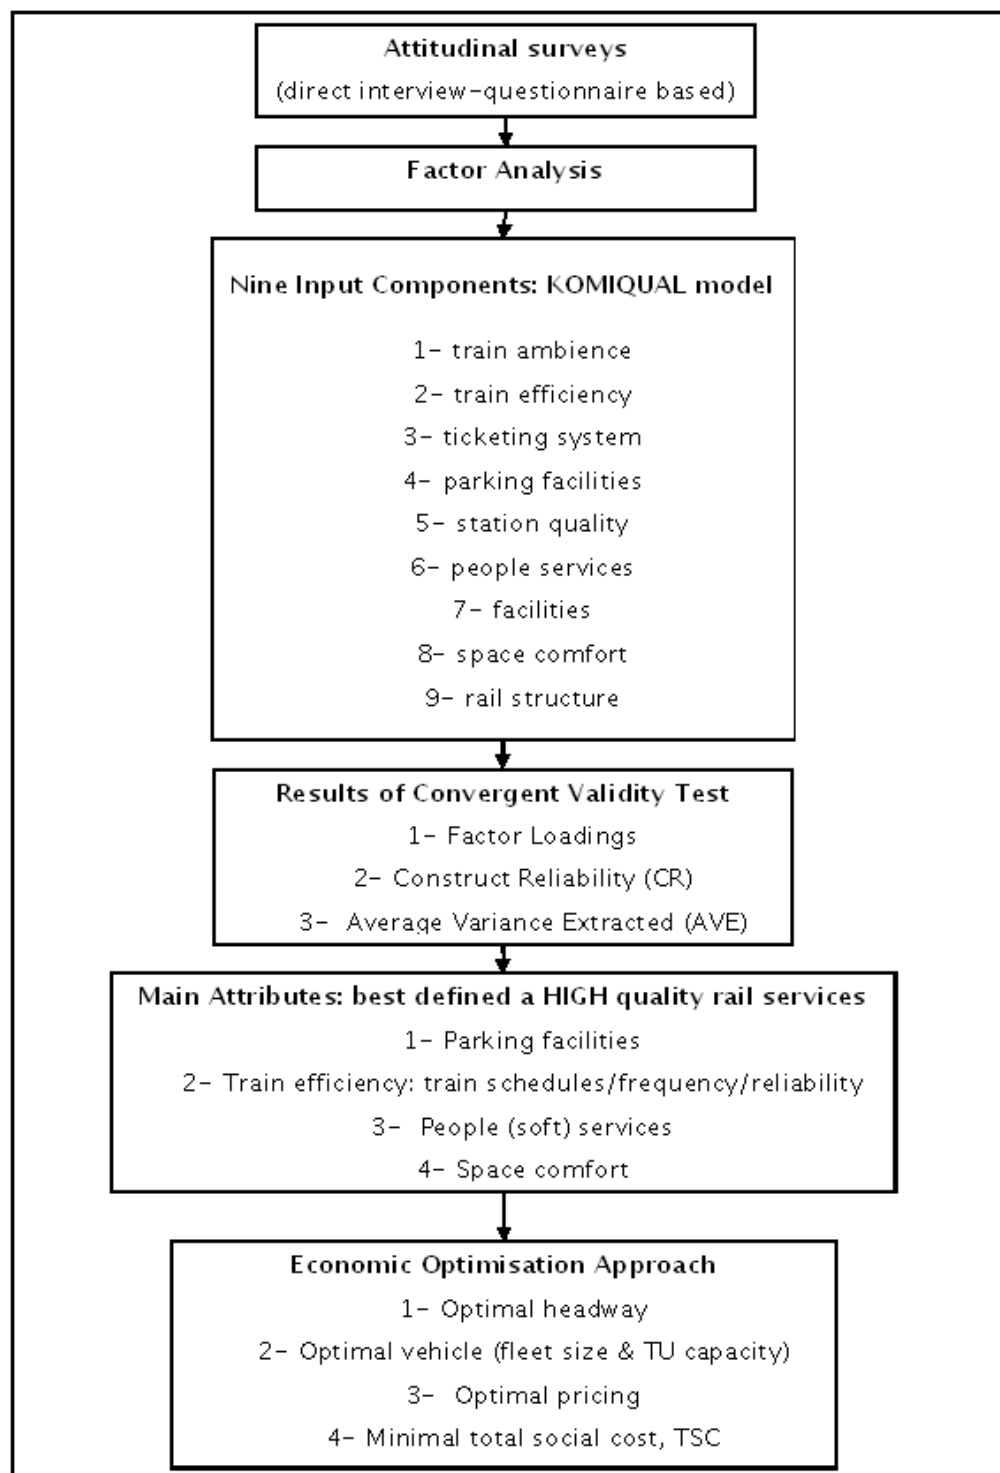 Attitudinal surveys
(direct interview-questionnaire based)
Factor Analysis
Nine Input Components: KOMIQUAL model
1- train ambience
2- train efficiency
3- ticketing system
4- parking facilities
5- station quality
6- people services
7- facilities
8- space comfort
9- rail structure
Results of Convergent Validity Test
1- Factor Loadings
2- Construct Reliability (CR)
3- Average Variance Extracted (AVE)
Main Attributes: best defined a HIGH quality rail services
1- Parking facilities
2- Train efficiency: train schedules/frequency/reliability
3- People (soft) services
4- Space comfort
Economic Optimisation Approach
1- Optimal headway
2- Optimal vehicle (fleet size & TU capacity)
3- Optimal pricing
4- Minimal total social cost, TSC